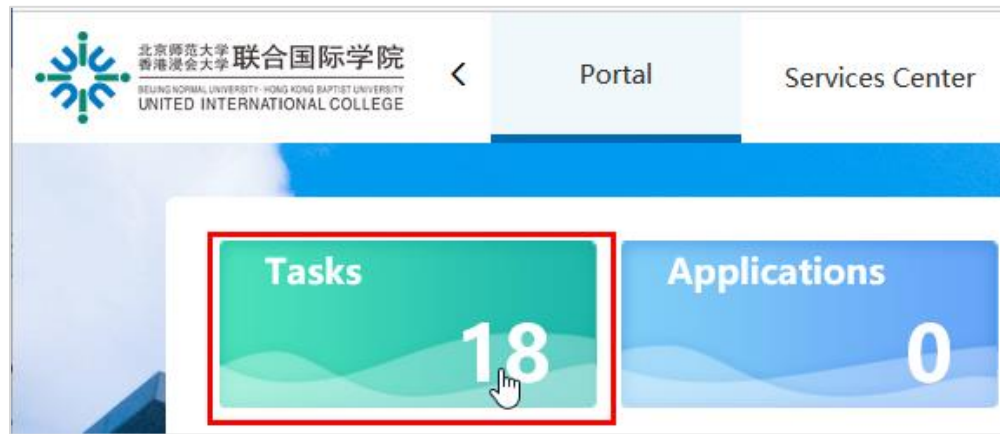 北京师范大学
香港浸会大学
联合国际学院
BEIJING NORMAL UNIVERSITY · HONG KONG BAPTIST UNIVERSITY
UNITED INTERNATIONAL COLLEGE
Portal
Services Center
Tasks
18
Applications
0